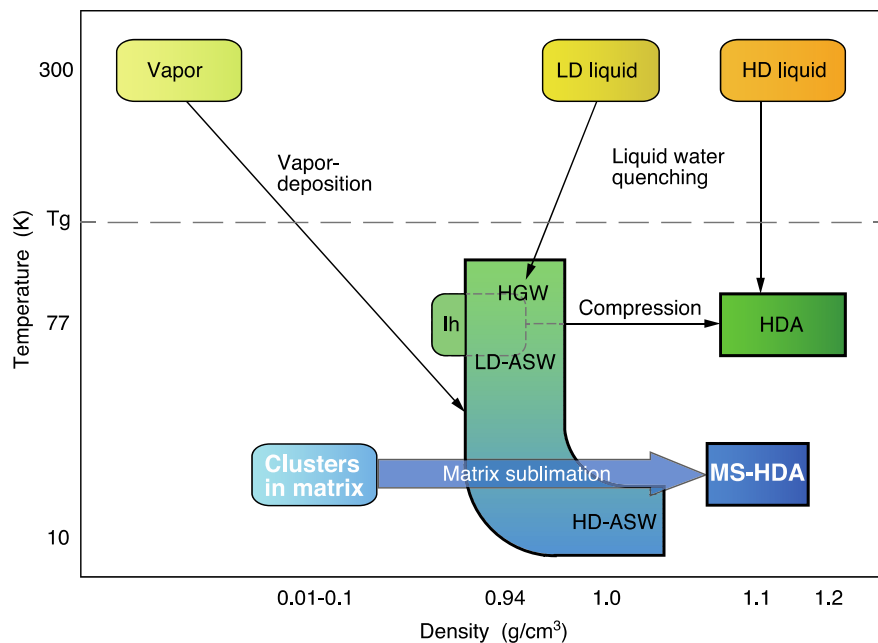 300
Vapor
LD liquid
HD liquid
Vapor-
deposition
Liquid water
quenching
Tg
Temperature (K)
HGW
Compression
77
Ih
HDA
LD-ASW
Clusters
in matrix
Matrix sublimation
MS-HDA
HD-ASW
10
0.01-0.1
0.94
1.0
1.1
1.2
Density (g/cm³)